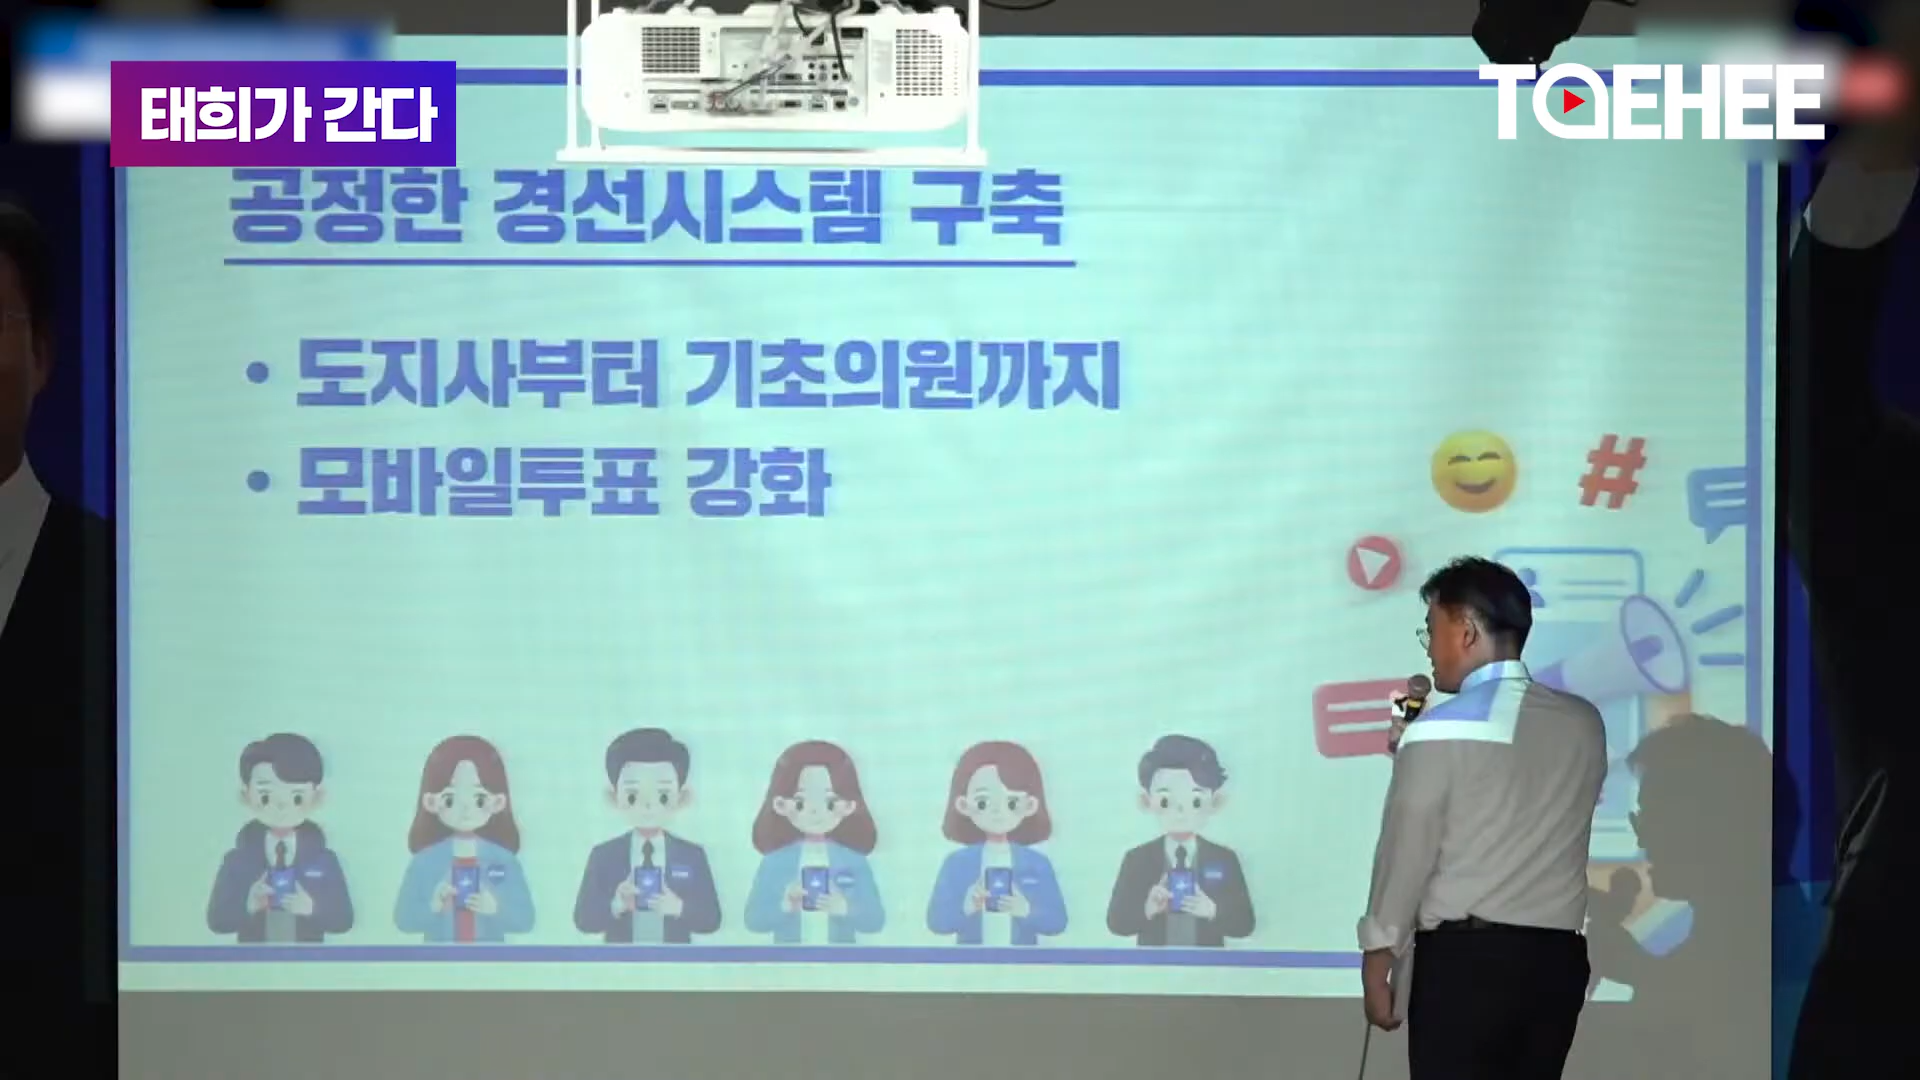 태희가 간다
TAEHEE
공정한 경선시스템 구축
• 도지사부터 기초의원까지
• 모바일투표 강화
#